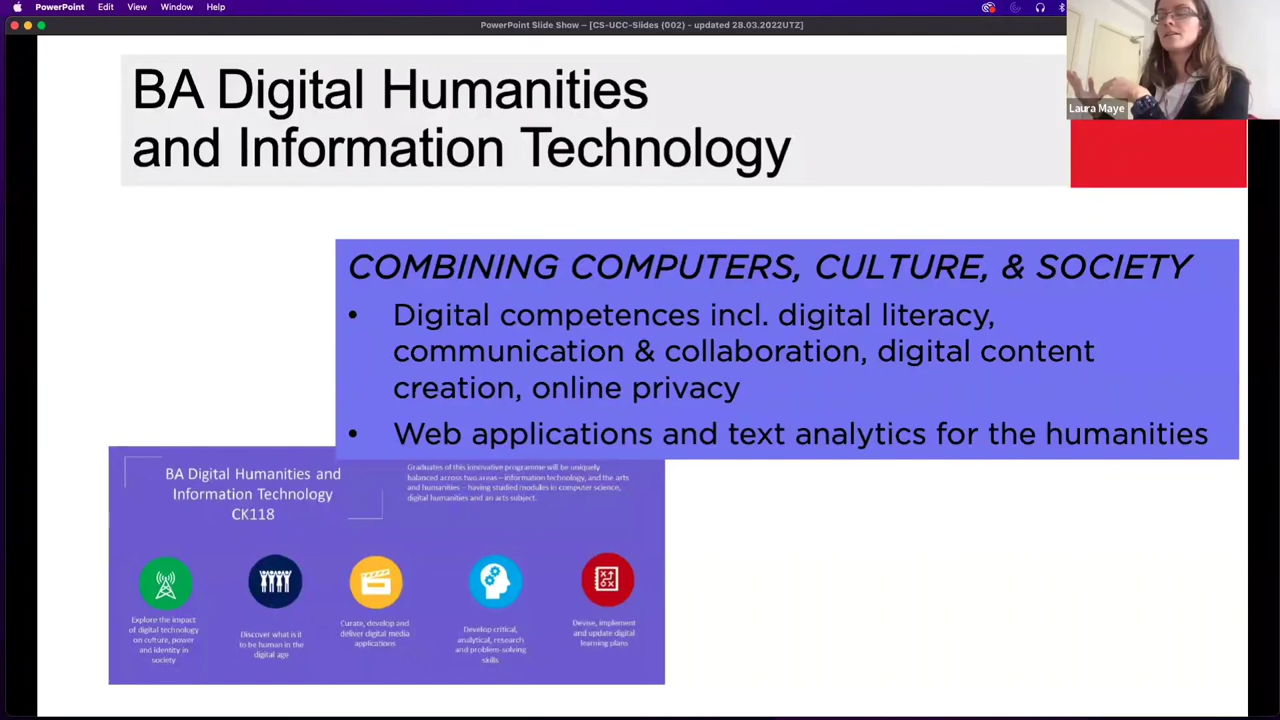 PowerPoint Edit View Window Help
PowerPoint Slide Show – [CS-UCC-Slides (002) - updated 28.03.2022UTZ]
Laura Maye
BA Digital Humanities
and Information Technology
COMBINING COMPUTERS, CULTURE, & SOCIETY
• Digital competences incl. digital literacy,
communication & collaboration, digital content
creation, online privacy
• Web applications and text analytics for the humanities
BA Digital Humanities and
Information Technology
CK118
Graduates of this innovative programme will be uniquely
balanced across two areas – information technology, and the arts
and humanities – having studied modules in computer science,
digital humanities and an arts subject.
Explore the impact
of digital technology
on culture, power
and identity in
society
Discover what is it
to be human in the
digital age
Curate, develop and
deliver digital media
applications
Develop critical,
analytical, research
and problem-solving
skills
Devise, implement
and update digital
learning plans